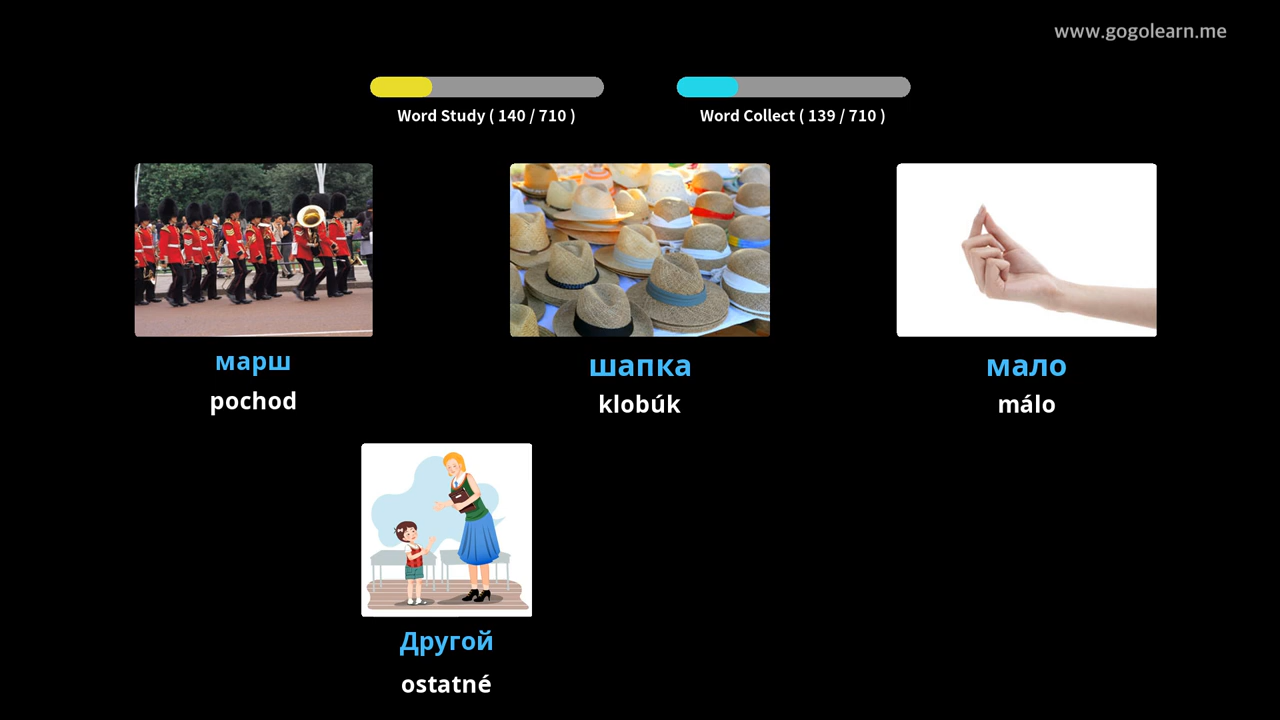 www.gogolearn.me
Word Study ( 140 / 710 )
Word Collect ( 139 / 710 )
марш
pochod
шапка
klobúk
мало
málo
Другой
ostatné